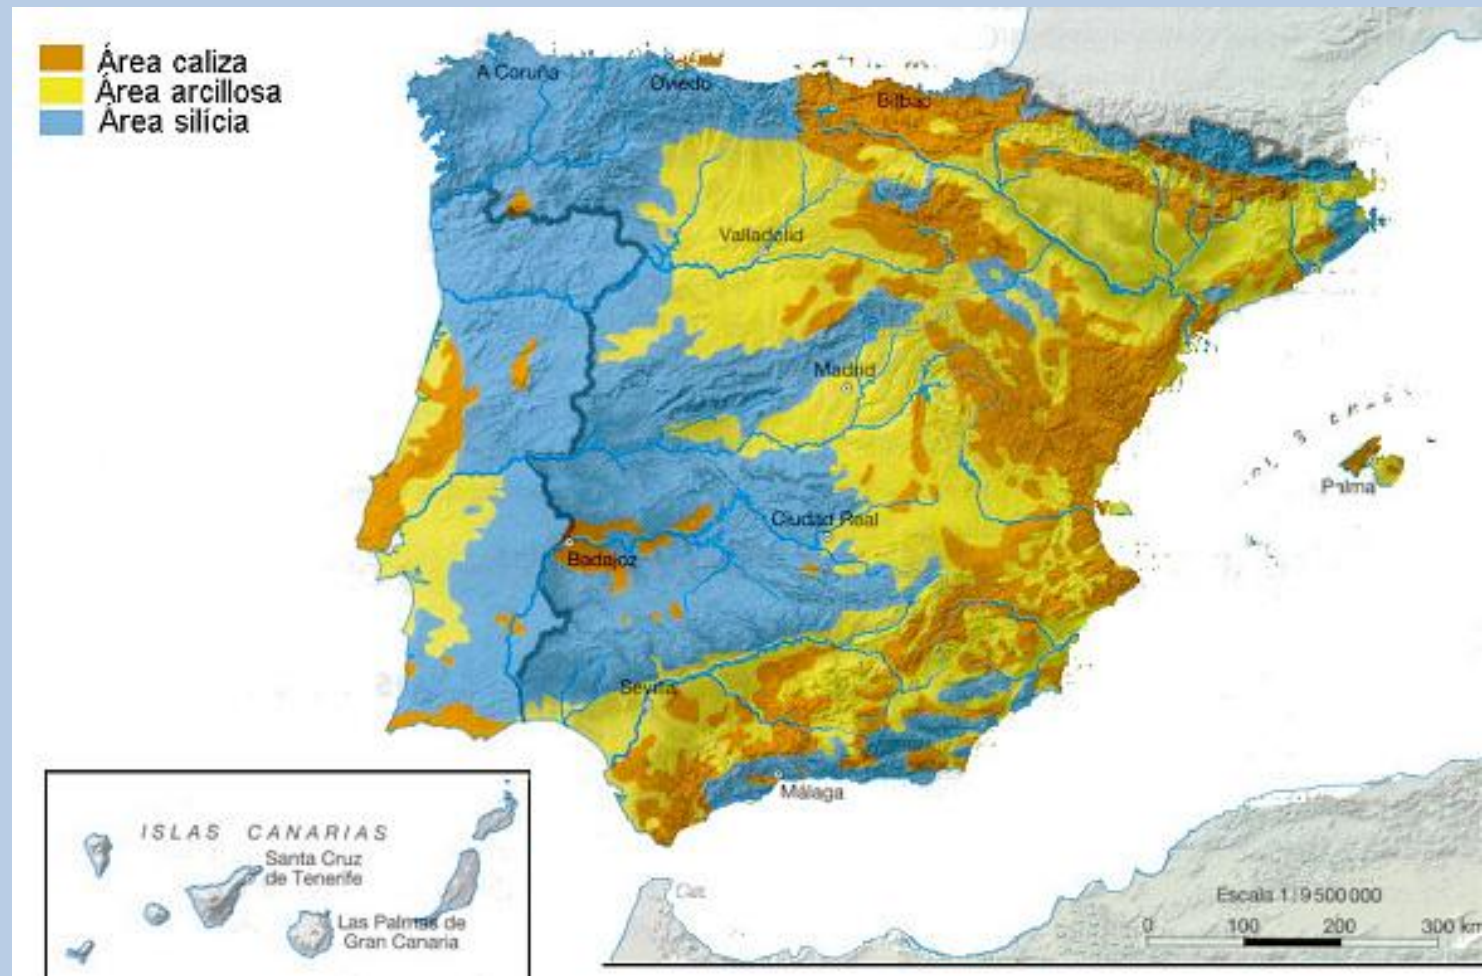 Área caliza
Área arcillosa
Área silícia
A Coruña
Oviedo
Bilbao
Valladolid
Madrid
Palma
Ciudad Real
Badajoz
Sevilla
Málaga
ISLAS CANARIAS
Santa Cruz
de Tenerife
Las Palmas de
Gran Canaria
Escala 1:9 500 000
0 100 200 300 km